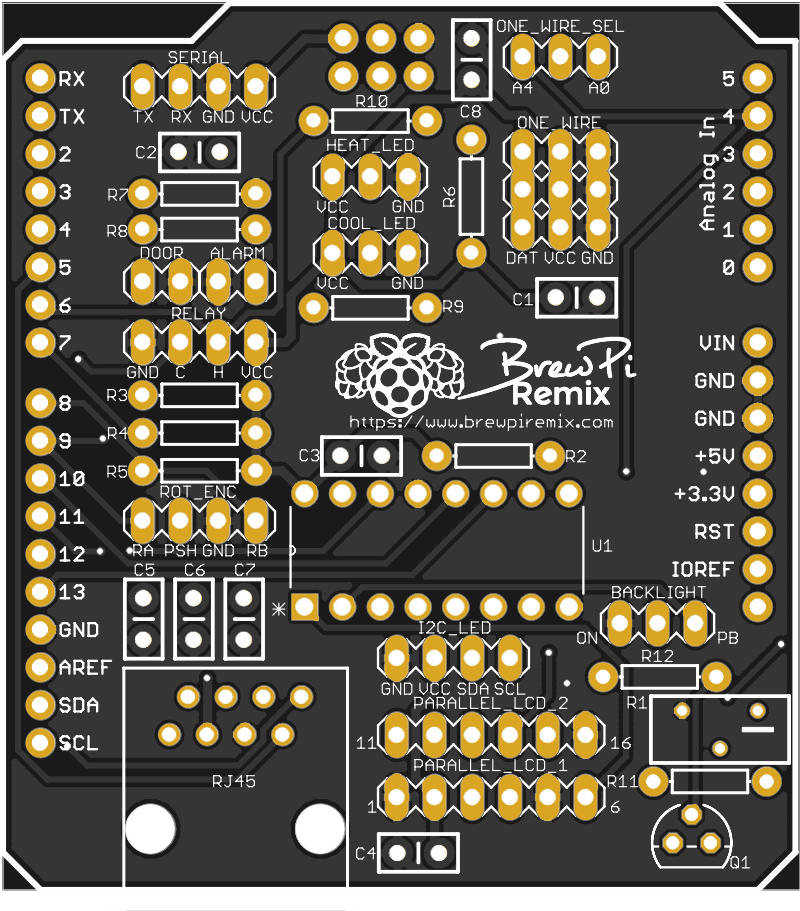 SERIAL
TX RX GND VCC
ONE_WIRE_SEL
A4 A0
C8
R10
HEAT_LED
VCC GND
COOL_LED
VCC GND
R9
R6
ONE_WIRE
DAT VCC GND
C1
C2
R7
R8
DOOR ALARM
RELAY
GND C H VCC
R3
R4
R5
ROT_ENC
RA PSH GND RB
C5 C6 C7
RX
TX
2
3
4
5
6
7
8
9
10
11
12
13
GND
AREF
SDA
SCL
Analog In
5
4
3
2
1
0
VIN
GND
GND
+5V
+3.3V
RST
IOREF
BrewPi
Remix
https://www.brewpiremix.com
C3
R2
U1
*
BACKLIGHT
ON PB
I2C_LED
GND VCC SDA SCL
PARALLEL_LCD_2
11 16
PARALLEL_LCD_1
1 6
C4
R12
R1
R11
Q1
RJ45